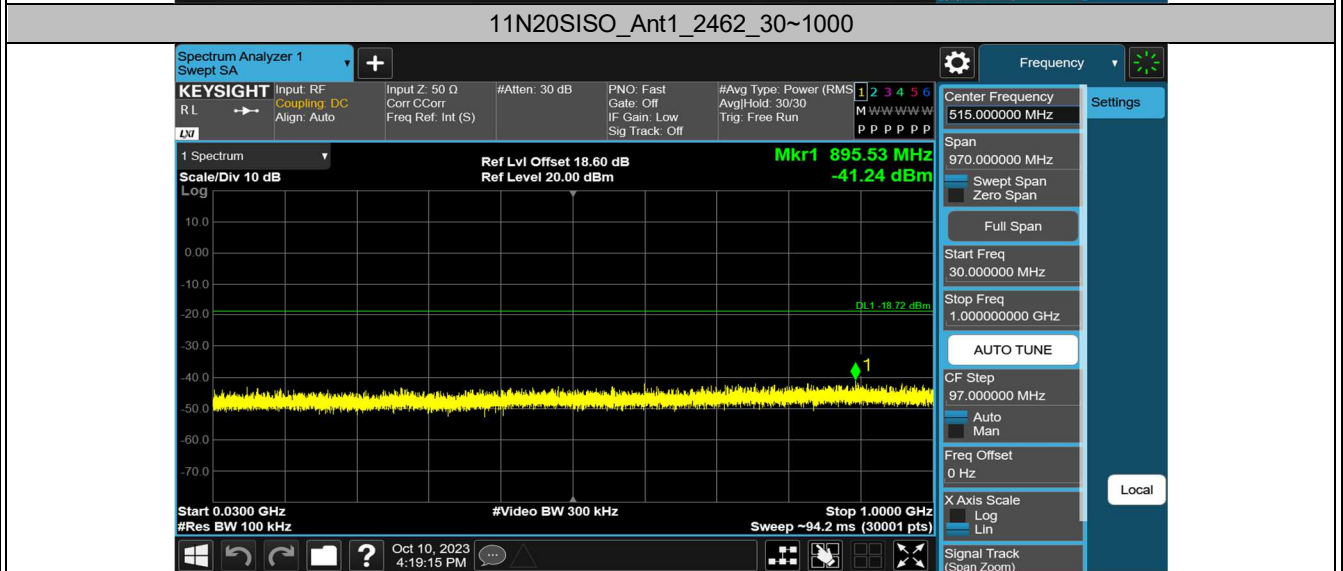 11N20SISO_Ant1_2462_30~1000
Spectrum Analyzer 1
Swept SA
+
Frequency
KEYSIGHT
RL
LXI
Input: RF
Coupling: DC
Align: Auto
Input Z: 50 Ω
Corr CCorr
Freq Ref: Int (S)
#Atten: 30 dB
PNO: Fast
Gate: Off
IF Gain: Low
Sig Track: Off
#Avg Type: Power (RMS
Avg|Hold: 30/30
Trig: Free Run
1 2 3 4 5 6
M W W W W W
P P P P P P
1 Spectrum
Scale/Div 10 dB
Log
Ref Lvl Offset 18.60 dB
Ref Level 20.00 dBm
Mkr1 895.53 MHz
-41.24 dBm
10.0
0.00
-10.0
-20.0
-30.0
-40.0
-50.0
-60.0
-70.0
DL1 -18.72 dBm
1
Start 0.0300 GHz
#Res BW 100 kHz
#Video BW 300 kHz
Stop 1.0000 GHz
Sweep ~94.2 ms (30001 pts)
Center Frequency
515.000000 MHz
Span
970.000000 MHz
Swept Span
Zero Span
Full Span
Start Freq
30.000000 MHz
Stop Freq
1.000000000 GHz
AUTO TUNE
CF Step
97.000000 MHz
Auto
Man
Freq Offset
0 Hz
X Axis Scale
Log
Lin
Signal Track
(Span Zoom)
Settings
Local
?
Oct 10, 2023
4:19:15 PM